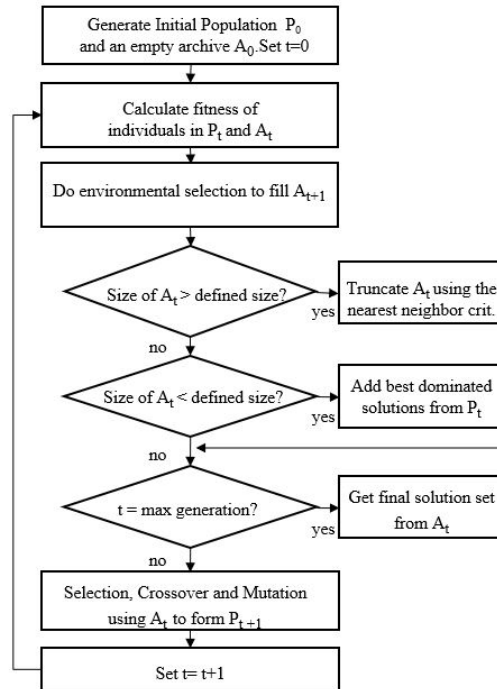 Generate Initial Population P0
and an empty archive A0.Set t=0
Calculate fitness of
individuals in Pt and At
Do environmental selection to fill At+1
Size of At > defined size?
yes
Truncate At using the
nearest neighbor crit.
no
Size of At < defined size?
yes
Add best dominated
solutions from Pt
no
t = max generation?
yes
Get final solution set
from At
no
Selection, Crossover and Mutation
using At to form Pt +1
Set t= t+1